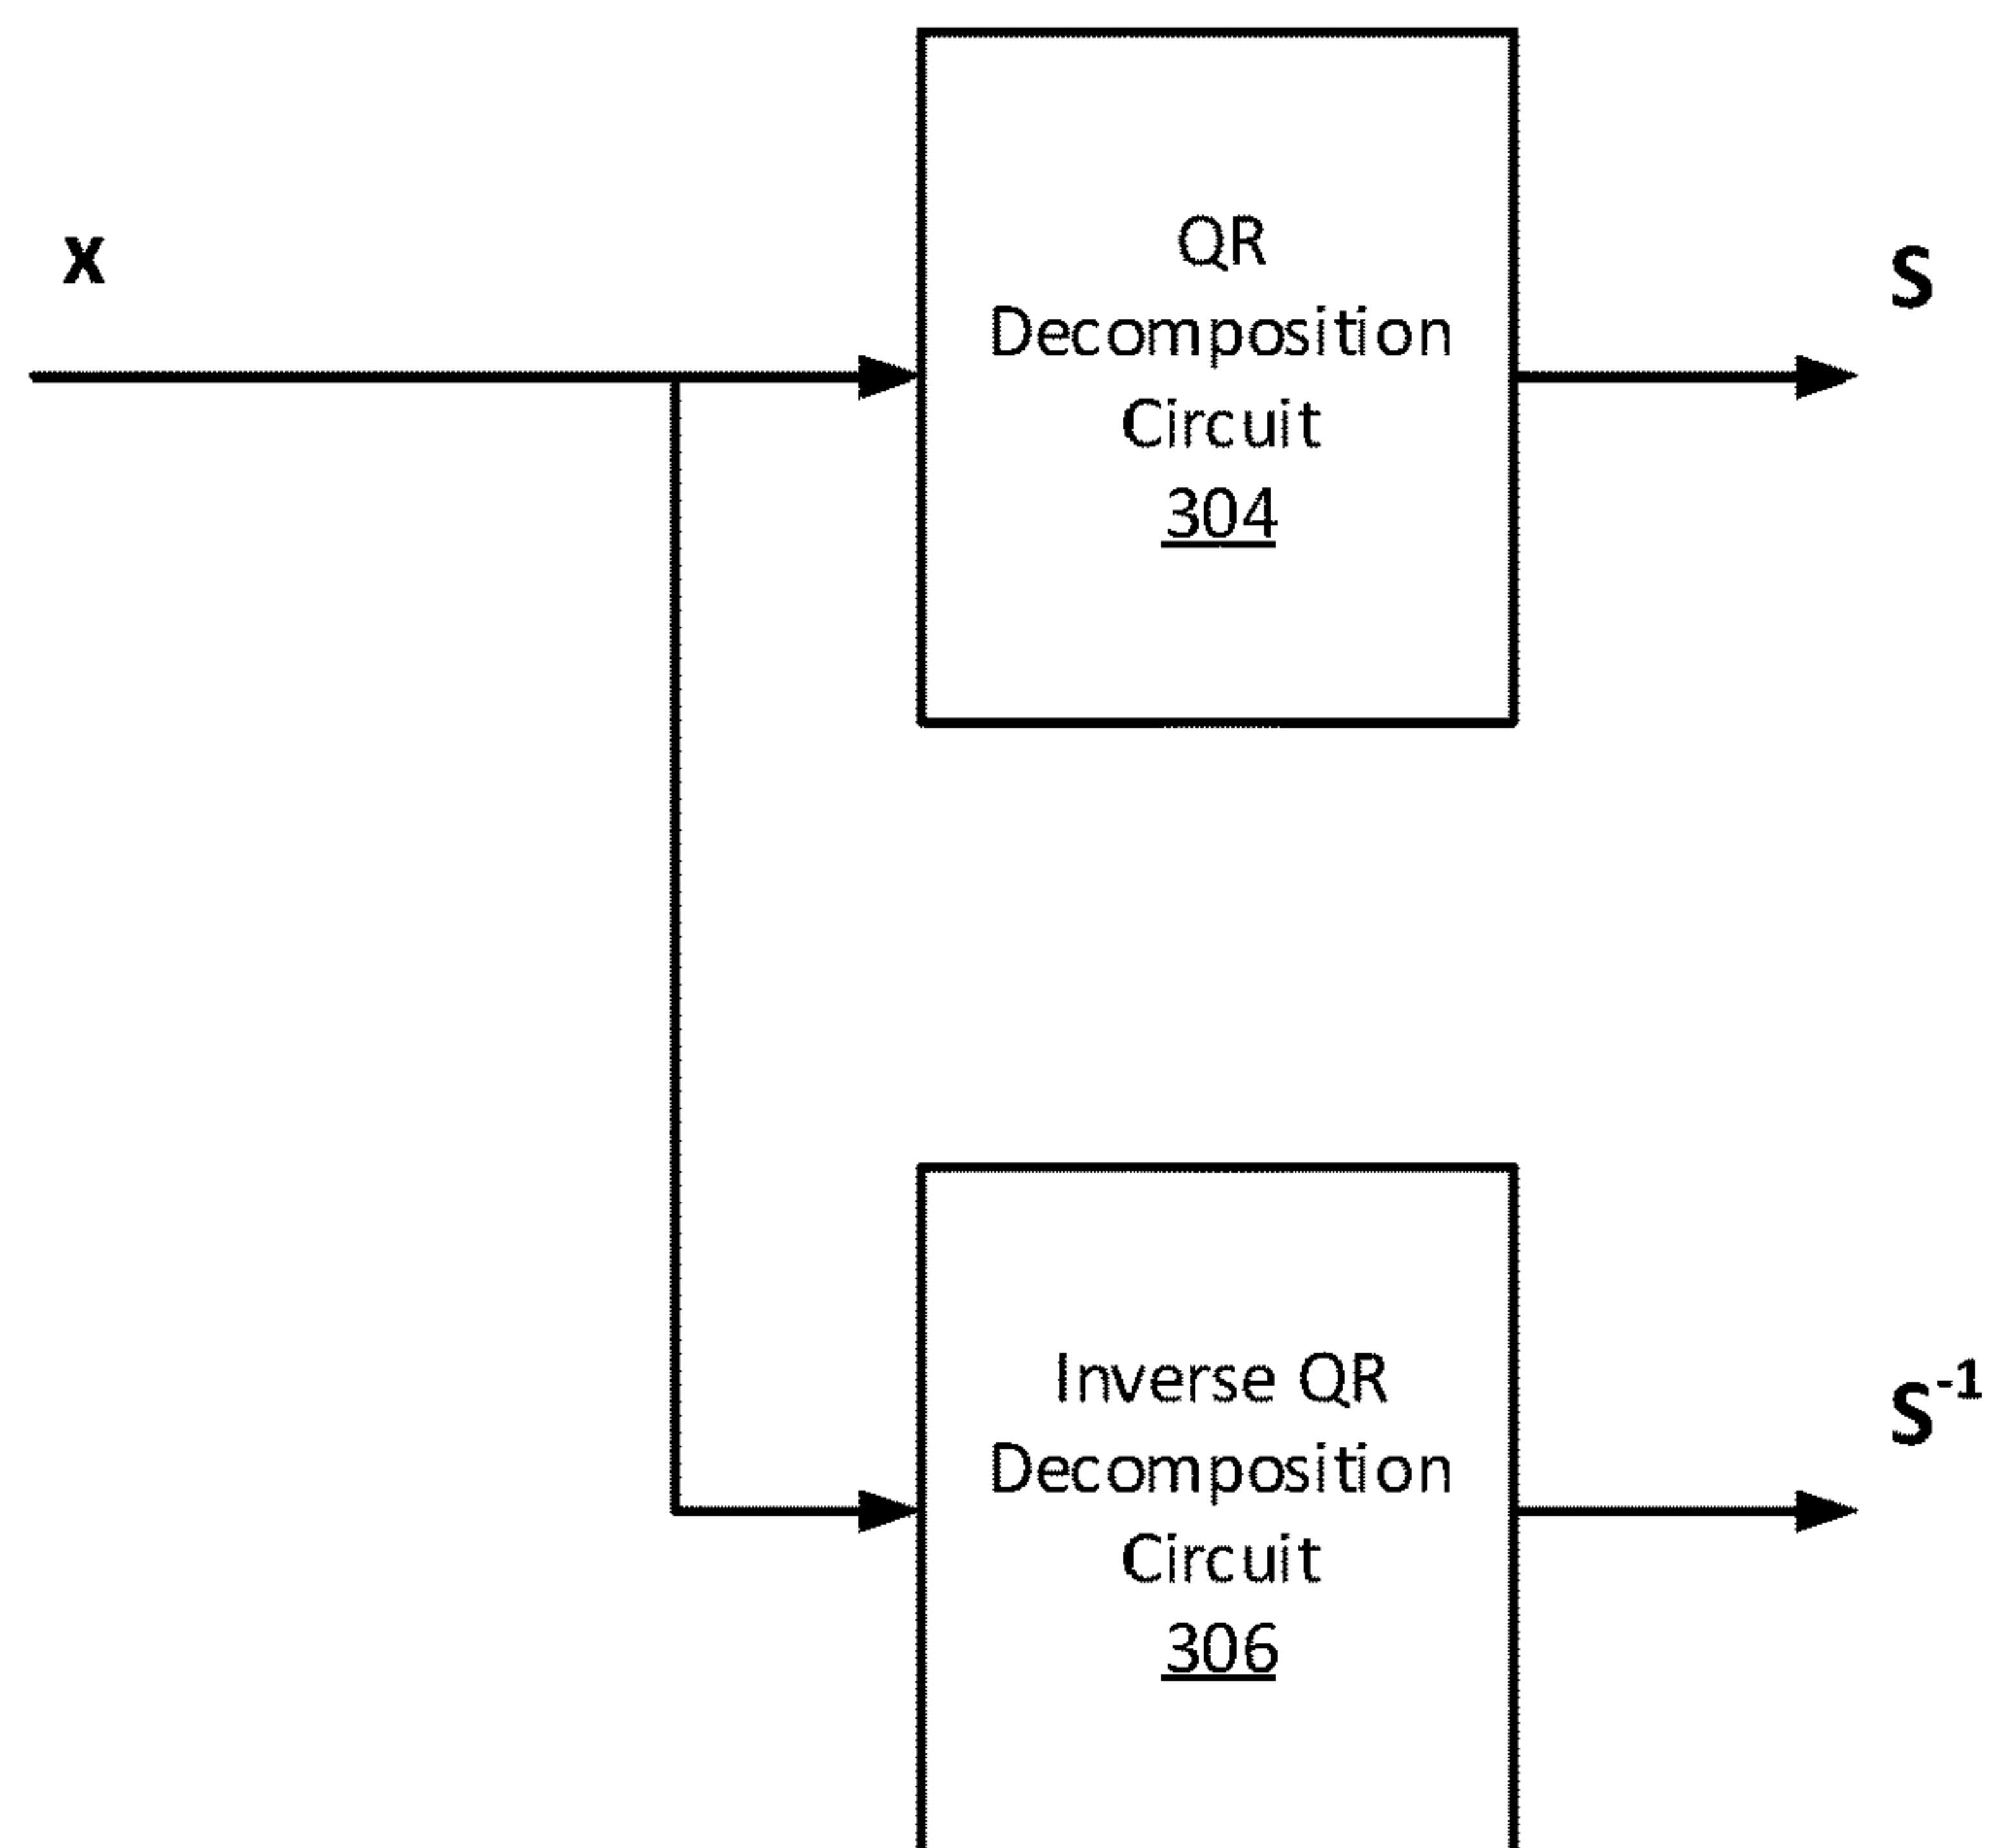 x
QR
Decomposition
Circuit
304
S
Inverse QR
Decomposition
Circuit
306
S⁻¹